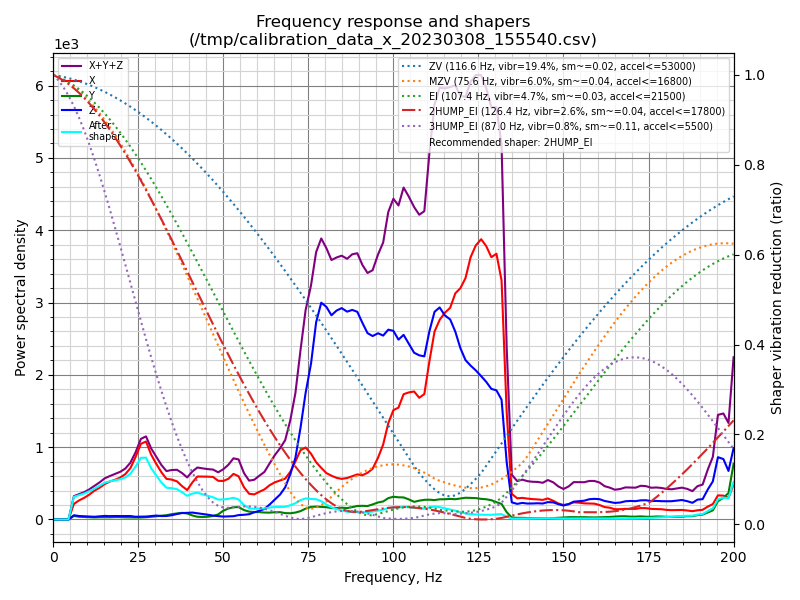 Frequency response and shapers
(/tmp/calibration_data_x_20230308_155540.csv)
1e3
X+Y+Z
X
Y
Z
After
shaper
ZV (116.6 Hz, vibr=19.4%, sm~=0.02, accel<=53000)
MZV (75.6 Hz, vibr=6.0%, sm~=0.04, accel<=16800)
EI (107.4 Hz, vibr=4.7%, sm~=0.03, accel<=21500)
2HUMP_EI (126.4 Hz, vibr=2.6%, sm~=0.04, accel<=17800)
3HUMP_EI (87.0 Hz, vibr=0.8%, sm~=0.11, accel<=5500)
Recommended shaper: 2HUMP_EI
Power spectral density
6
5
4
3
2
1
0
Shaper vibration reduction (ratio)
1.0
0.8
0.6
0.4
0.2
0.0
0 25 50 75 100 125 150 175 200
Frequency, Hz